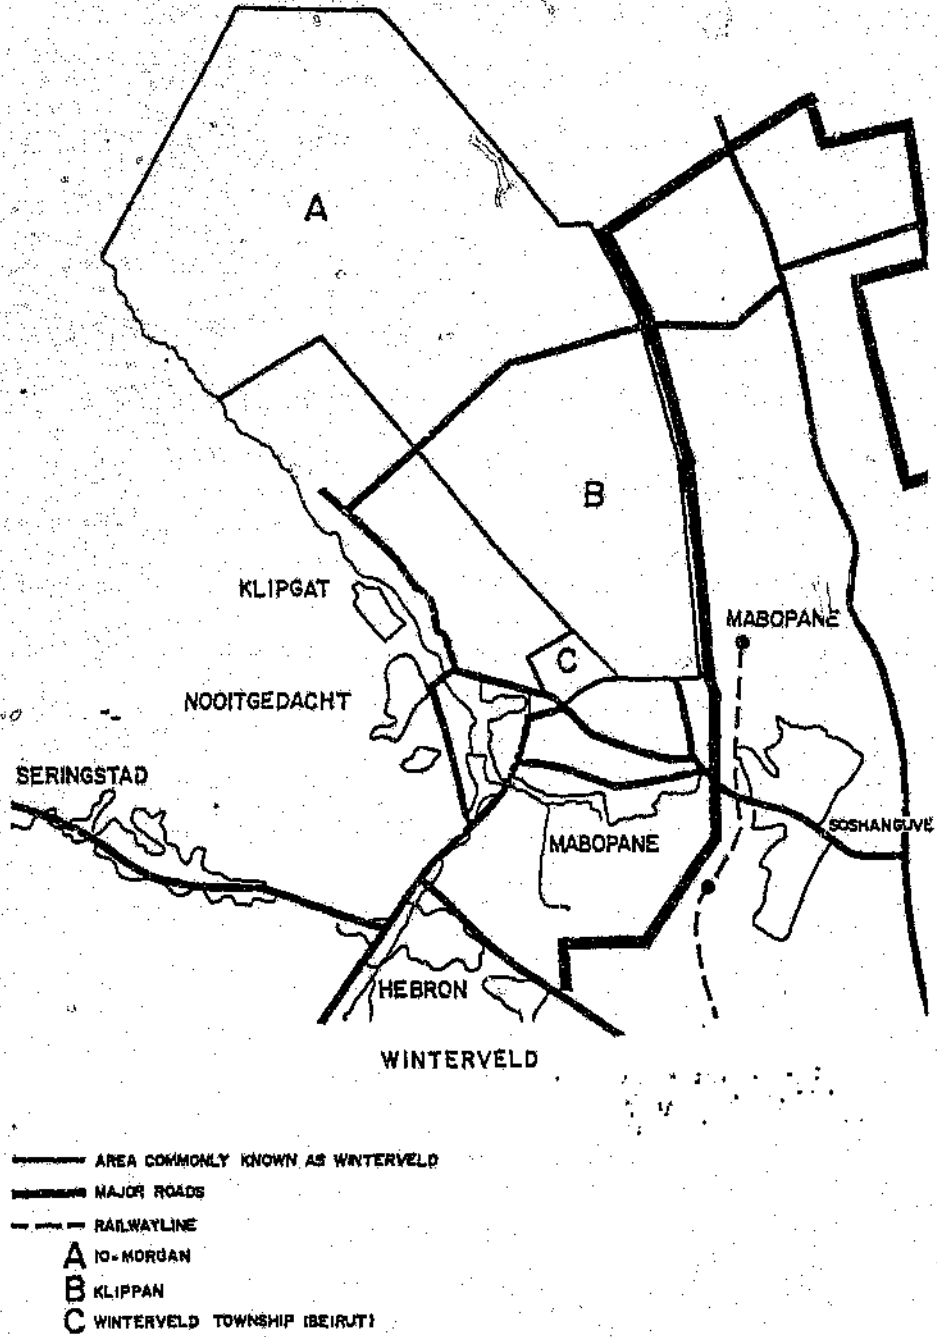 A
B
KLIPGAT
MABOPANE
C
NOOITGEDACHT
SERINGSTAD
SOSHANGUVE
MABOPANE
HEBRON
WINTERVELD
AREA COMMONLY KNOWN AS WINTERVELD
MAJOR ROADS
RAILWAYLINE
A 10-MORGAN
B KLIPPAN
C WINTERVELD TOWNSHIP (BEIRUT)